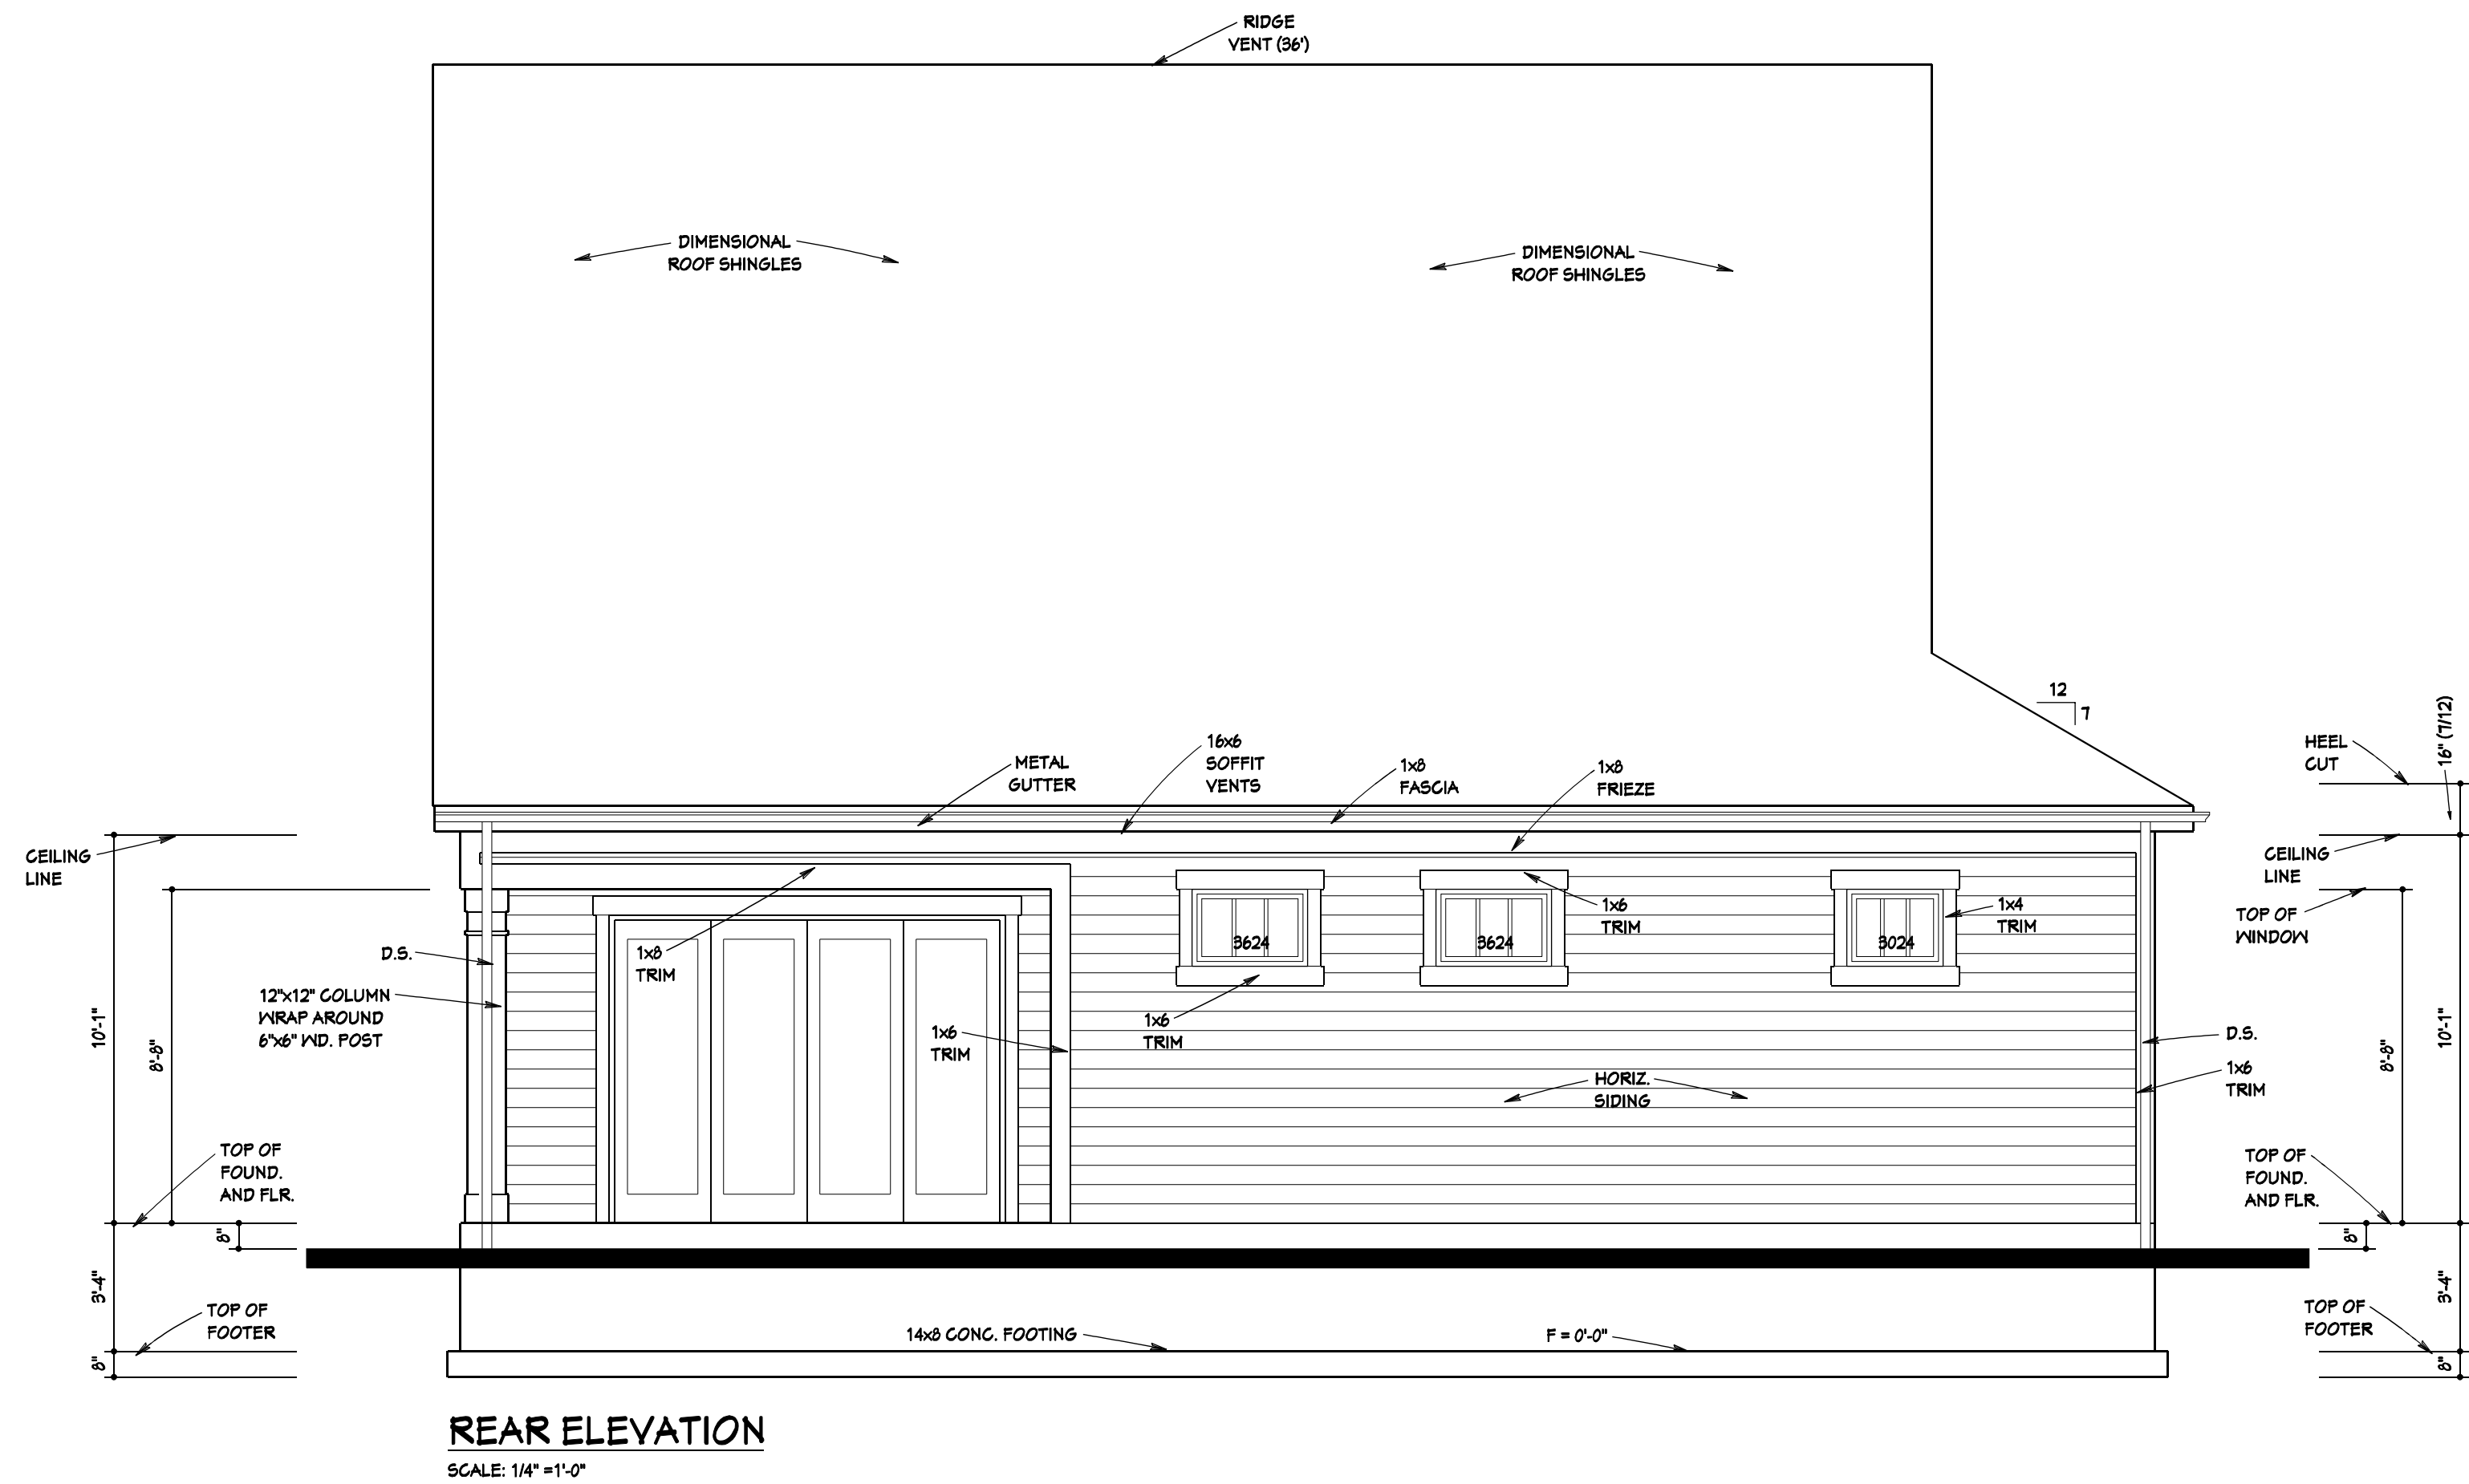 RIDGE
VENT (36')
DIMENSIONAL
ROOF SHINGLES
DIMENSIONAL
ROOF SHINGLES
12
7
16" (7/12)
HEEL
CUT
METAL
GUTTER
16x6
SOFFIT
VENTS
1x8
FASCIA
1x8
FRIEZE
CEILING
LINE
CEILING
LINE
TOP OF
WINDOW
1x6
TRIM
1x4
TRIM
3624
3624
3024
D.S.
1x8
TRIM
12"x12" COLUMN
WRAP AROUND
6"x6" WD. POST
10'-1"
8'-8"
1x6
TRIM
1x6
TRIM
D.S.
1x6
TRIM
8'-8"
10'-1"
HORIZ.
SIDING
TOP OF
FOUND.
AND FLR.
TOP OF
FOUND.
AND FLR.
8"
8"
3'-4"
3'-4"
TOP OF
FOOTER
TOP OF
FOOTER
14x8 CONC. FOOTING
F = 0'-0"
8"
8"
REAR ELEVATION
SCALE: 1/4" =1'-0"